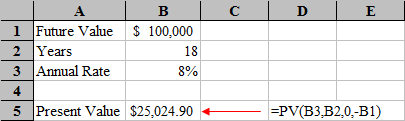 A B C D E
1 Future Value $ 100,000
2 Years 18
3 Annual Rate 8%
4
5 Present Value $25,024.90 =PV(B3,B2,0,-B1)